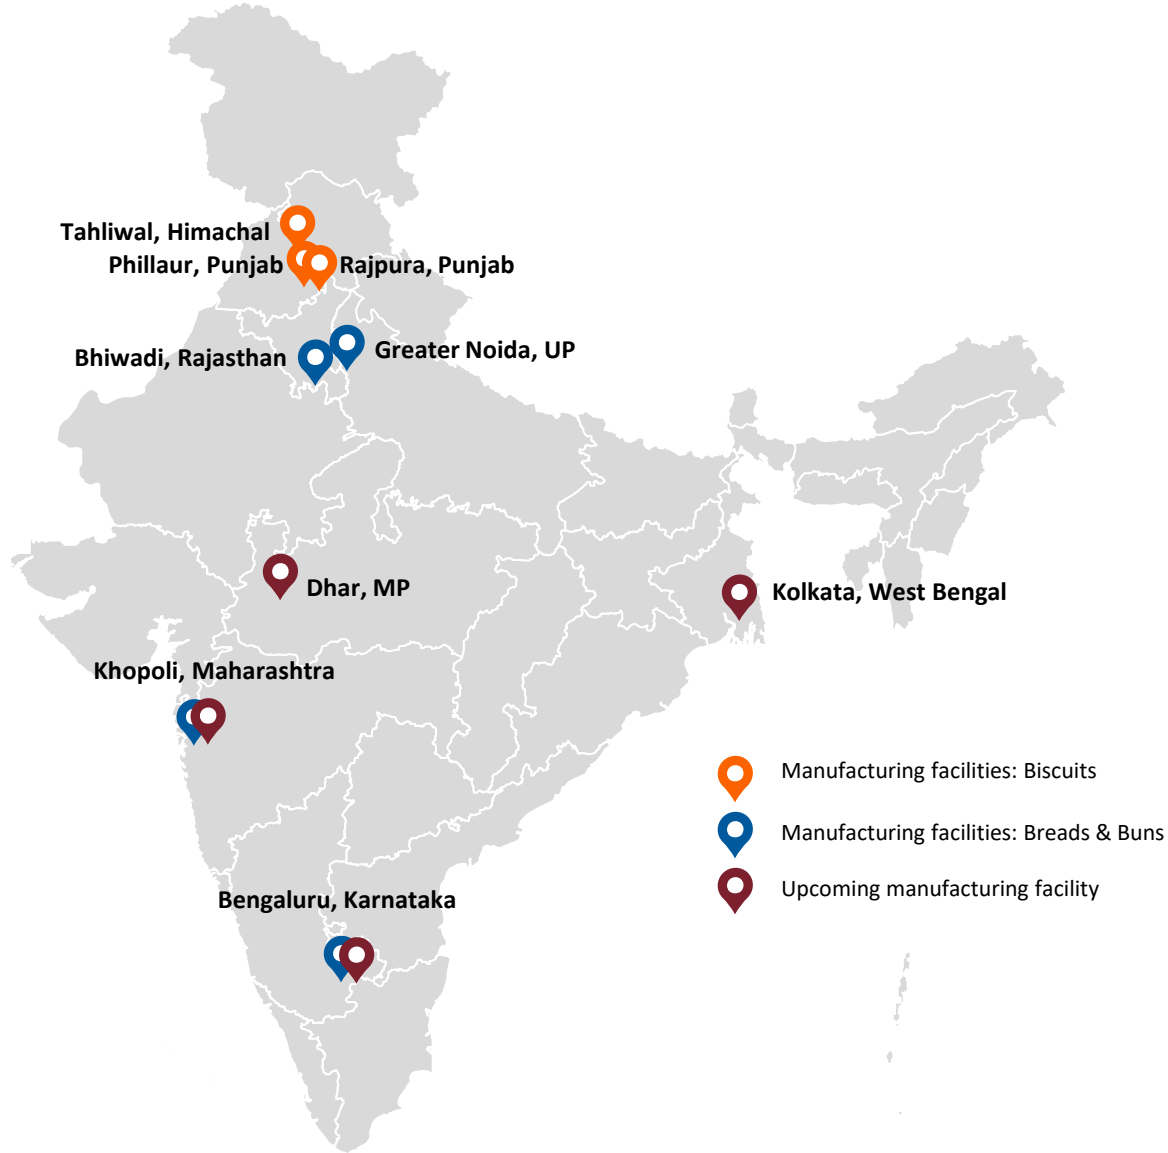 Tahliwal, Himachal
Phillaur, Punjab
Rajpura, Punjab
Bhiwadi, Rajasthan
Greater Noida, UP
Dhar, MP
Kolkata, West Bengal
Khopoli, Maharashtra
Manufacturing facilities: Biscuits
Manufacturing facilities: Breads & Buns
Upcoming manufacturing facility
Bengaluru, Karnataka